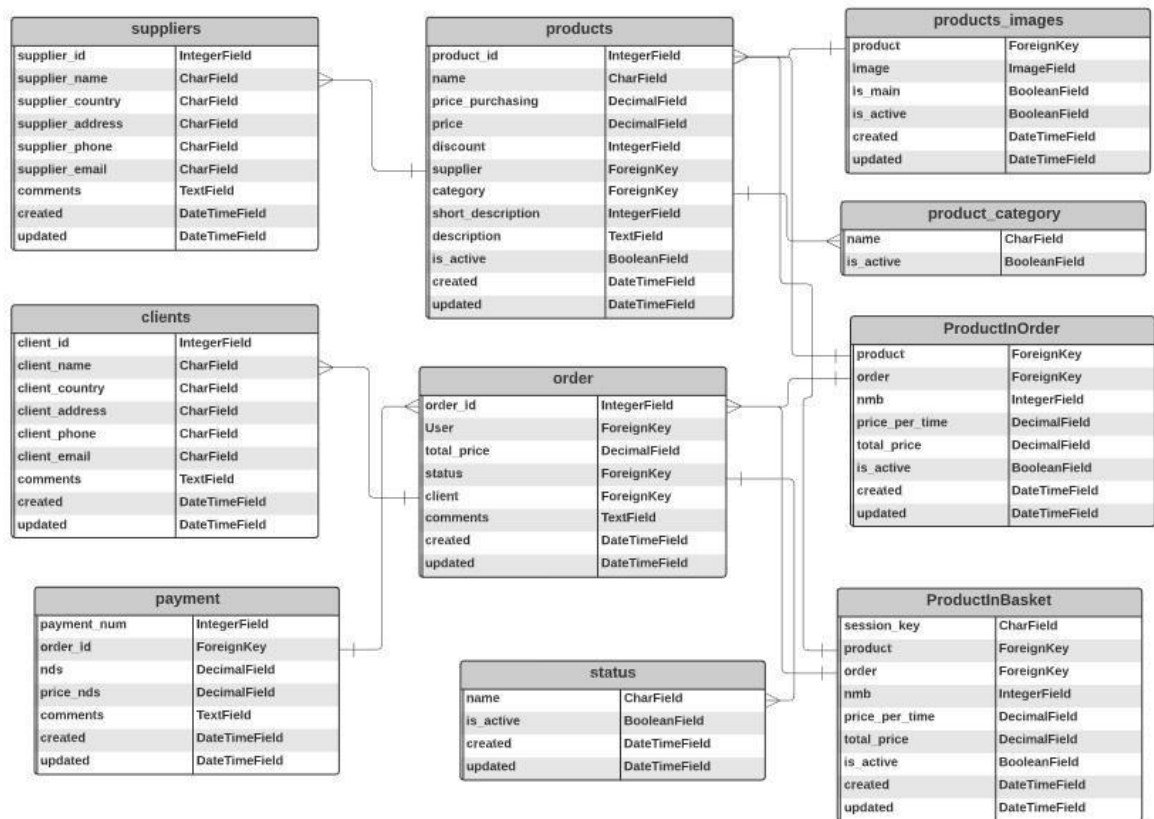 suppliers
supplier_id IntegerField
supplier_name CharField
supplier_country CharField
supplier_address CharField
supplier_phone CharField
supplier_email CharField
comments TextField
created DateTimeField
updated DateTimeField
products
product_id IntegerField
name CharField
price_purchasing DecimalField
price DecimalField
discount IntegerField
supplier ForeignKey
category ForeignKey
short_description IntegerField
description TextField
is_active BooleanField
created DateTimeField
updated DateTimeField
products_images
product ForeignKey
image ImageField
is_main BooleanField
is_active BooleanField
created DateTimeField
updated DateTimeField
product_category
name CharField
is_active BooleanField
clients
client_id IntegerField
client_name CharField
client_country CharField
client_address CharField
client_phone CharField
client_email CharField
comments TextField
created DateTimeField
updated DateTimeField
order
order_id IntegerField
User ForeignKey
total_price DecimalField
status ForeignKey
client ForeignKey
comments TextField
created DateTimeField
updated DateTimeField
ProductInOrder
product ForeignKey
order ForeignKey
nmb IntegerField
price_per_time DecimalField
total_price DecimalField
is_active BooleanField
created DateTimeField
updated DateTimeField
payment
payment_num IntegerField
order_id ForeignKey
nds DecimalField
price_nds DecimalField
comments TextField
created DateTimeField
updated DateTimeField
status
name CharField
is_active BooleanField
created DateTimeField
updated DateTimeField
ProductInBasket
session_key CharField
product ForeignKey
order ForeignKey
nmb IntegerField
price_per_time DecimalField
total_price DecimalField
is_active BooleanField
created DateTimeField
updated DateTimeField